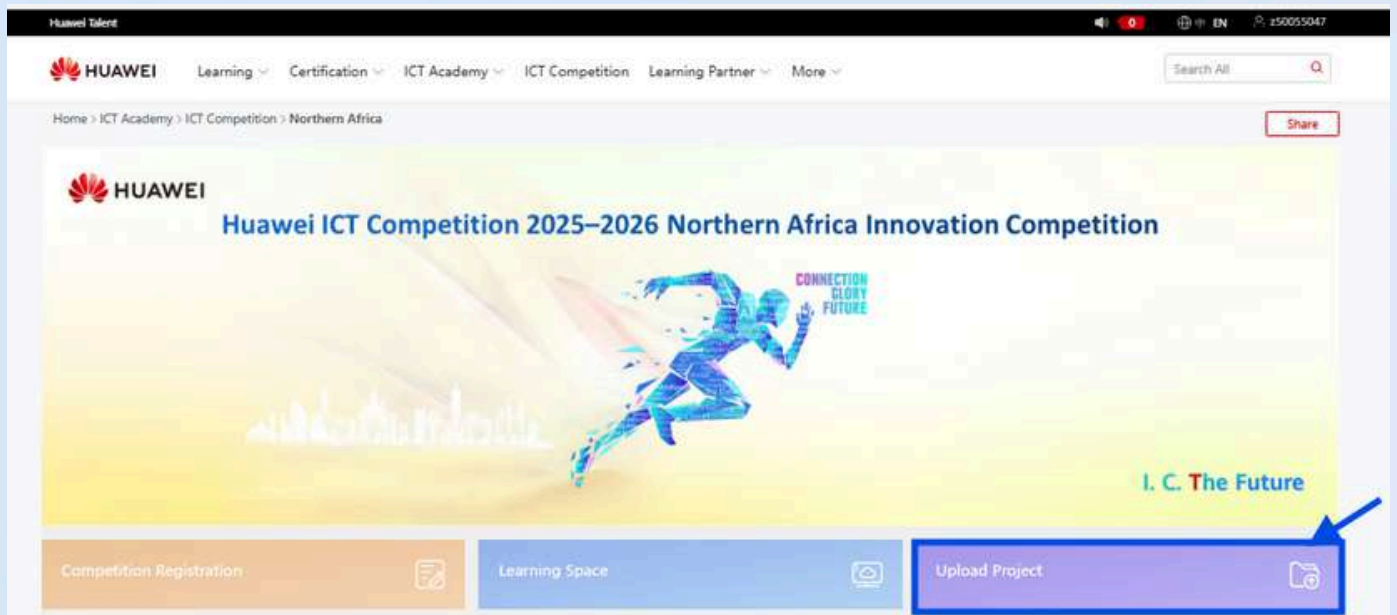 Huawei Talent
0 中 EN z50055047
HUAWEI Learning Certification ICT Academy ICT Competition Learning Partner More Search All
Home > ICT Academy > ICT Competition > Northern Africa
Share
HUAWEI
Huawei ICT Competition 2025–2026 Northern Africa Innovation Competition
CONNECTION
GLORY
FUTURE
I. C. The Future
Competition Registration
Learning Space
Upload Project